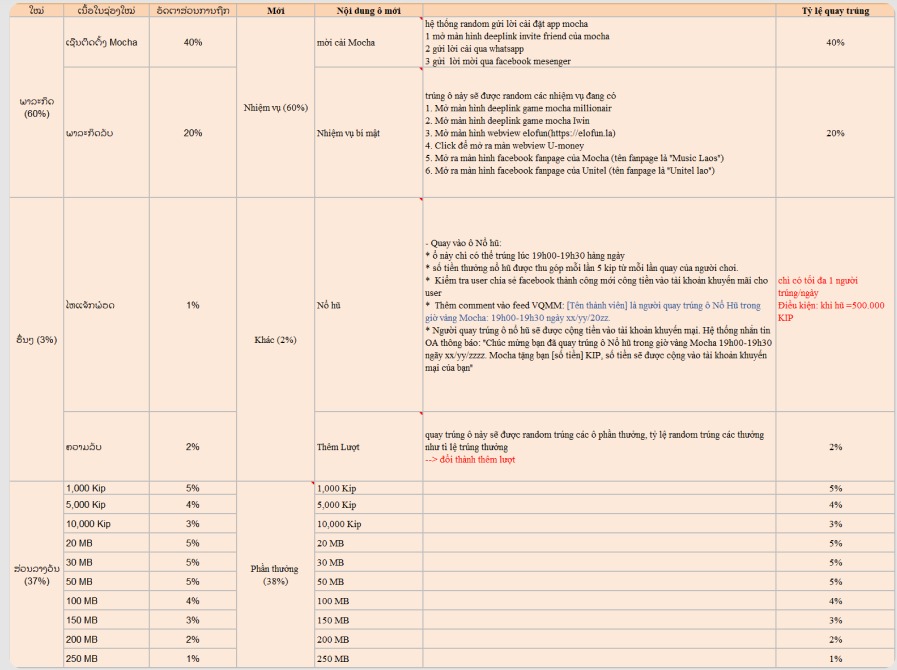 ໃໝ່ ເນື້ອໃນຊ່ອງໃໝ່ ອັດຕາສ່ວນການຖືກ Mới Nội dung ô mới Tỷ lệ quay trúng
ພາລະກິດ (60%)
ເຊີນຕິດຕັ້ງ Mocha 40%
Nhiệm vụ (60%)
mời cài Mocha
hệ thống random gửi lời cài đặt app mocha
1 mở màn hình deeplink invite friend của mocha
2 gửi lời cài qua whatsapp
3 gửi lời mời qua facebook mesenger
40%
ພາລະກິດລັບ 20%
Nhiệm vụ bí mật
trúng ô này sẽ được random các nhiệm vụ đang có
1. Mở màn hình deeplink game mocha millionair
2. Mở màn hình deeplink game mocha lwin
3. Mở màn hình webview elofun(https://elofun.la)
4. Click để mở ra màn webview U-money
5. Mở ra màn hình facebook fanpage của Mocha (tên fanpage là "Music Laos")
6. Mở ra màn hình facebook fanpage của Unitel (tên fanpage là "Unitel lao")
20%
ອື່ນໆ (3%)
ໄຫແຈັກພ໋ອດ 1%
Khác (2%)
Nổ hũ
- Quay vào ô Nổ hũ:
* ô này chỉ có thể trúng lúc 19h00-19h30 hàng ngày
* số tiền thưởng nổ hũ được thu góp mỗi lần 5 kíp từ mỗi lần quay của người chơi.
* Kiểm tra user chia sẻ facebook thành công mới công tiền vào tài khoản khuyến mãi cho
user
* Thêm comment vào feed VQMM: [Tên thành viên] là người quay trúng ô Nổ Hũ trong
giờ vàng Mocha: 19h00-19h30 ngày xx/yy/20zz.
* Người quay trúng ô nổ hũ sẽ được cộng tiền vào tài khoản khuyến mại. Hệ thống nhắn tin
OA thông báo: "Chúc mừng bạn đã quay trúng ô Nổ hũ trong giờ vàng Mocha 19h00-19h30
ngày xx/yy/zzzz. Mocha tặng bạn [số tiền] KIP, số tiền sẽ được cộng vào tài khoản khuyến
mại của bạn"
chỉ có tối đa 1 người
trúng/ngày
Điều kiện: khi hũ =500.000
KIP
ຄວາມລັບ 2%
Thêm Lượt
quay trúng ô này sẽ được random trúng các ô phần thưởng, tỷ lệ random trúng các thưởng
như tỉ lệ trúng thưởng
--> đổi thành thêm lượt
2%
ສ່ວນລາງວັນ (37%)
Phần thưởng
(38%)
1,000 Kip 5% 1,000 Kip 5%
5,000 Kip 4% 5,000 Kip 4%
10,000 Kip 3% 10,000 Kip 3%
20 MB 5% 20 MB 5%
30 MB 5% 30 MB 5%
50 MB 5% 50 MB 5%
100 MB 4% 100 MB 4%
150 MB 3% 150 MB 3%
200 MB 2% 200 MB 2%
250 MB 1% 250 MB 1%